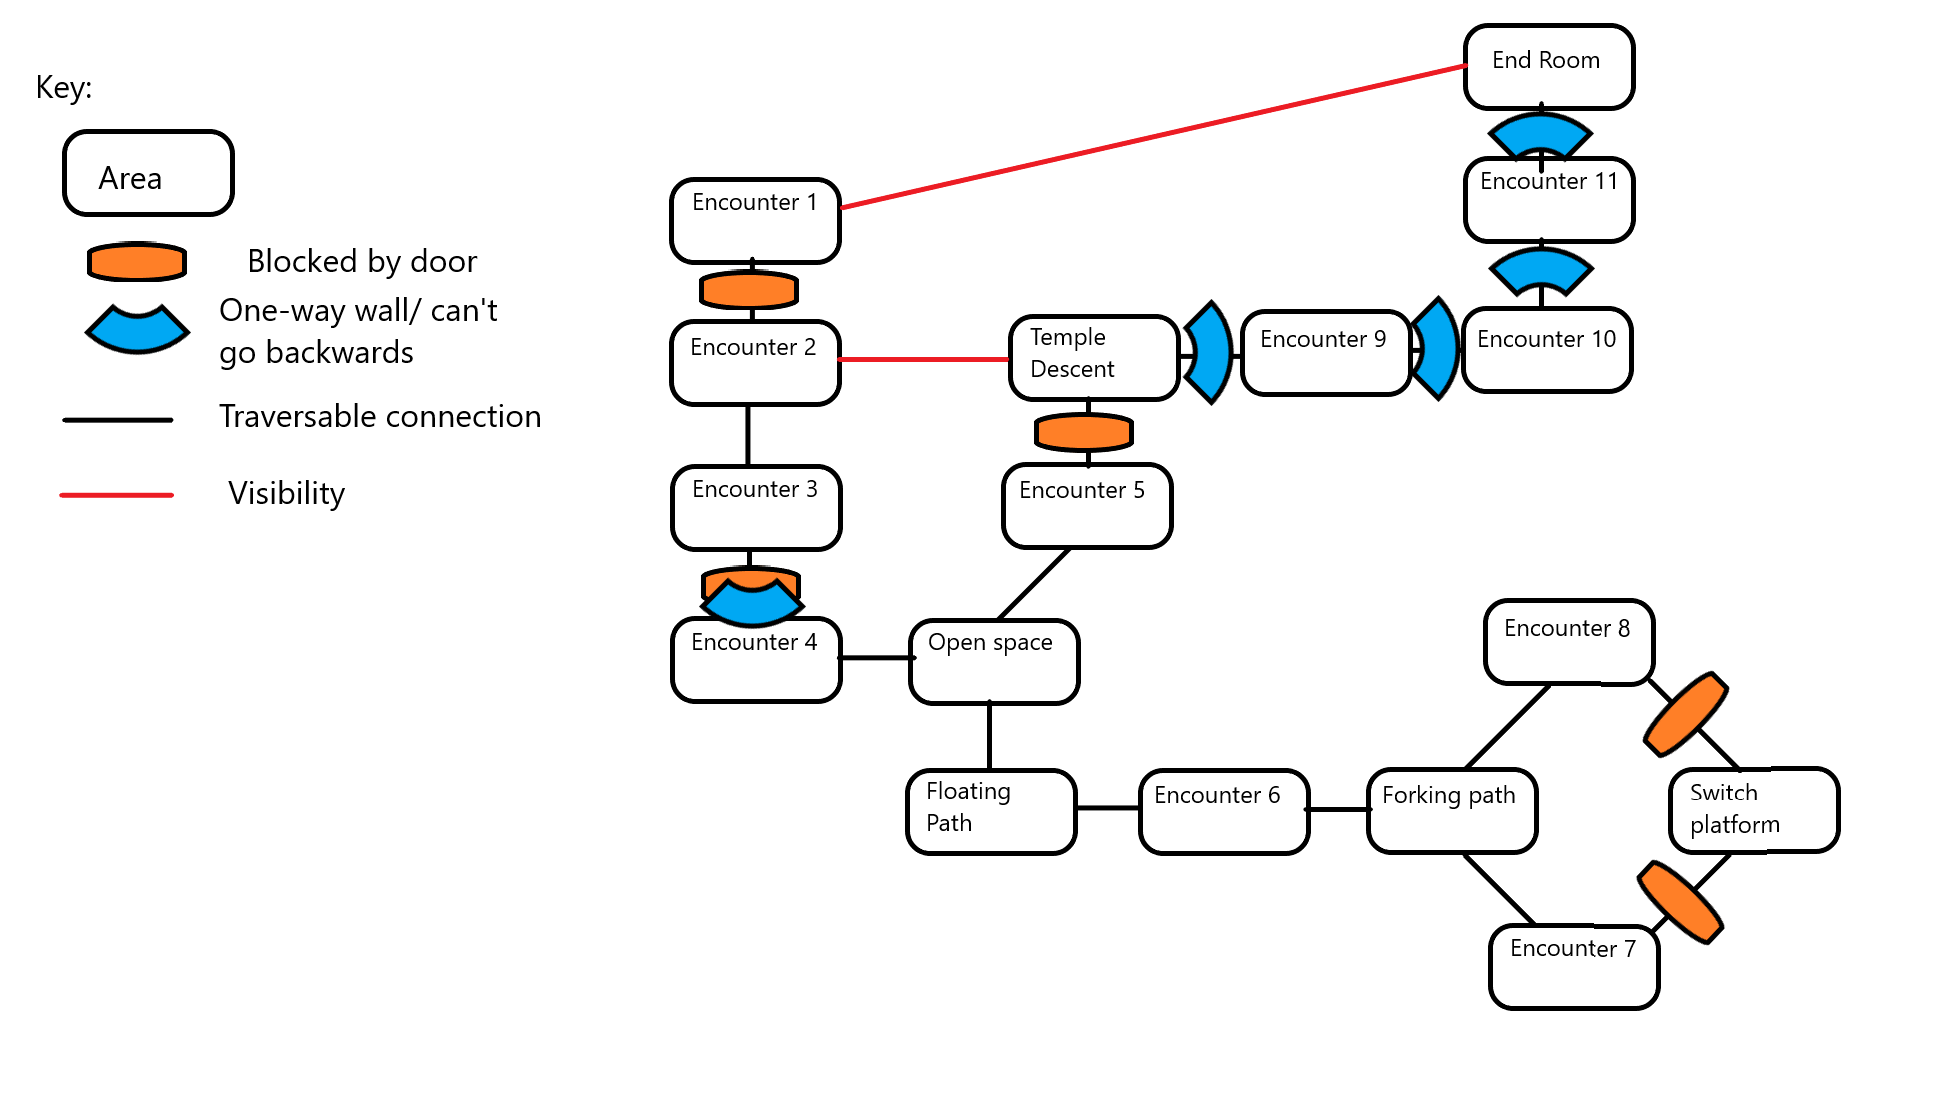 Key:
Area
Blocked by door
One-way wall/ can't
go backwards
Traversable connection
Visibility
End Room
Encounter 1
Encounter 11
Encounter 2
Temple
Descent
Encounter 9
Encounter 10
Encounter 3
Encounter 5
Encounter 4
Open space
Encounter 8
Floating
Path
Encounter 6
Forking path
Switch
platform
Encounter 7